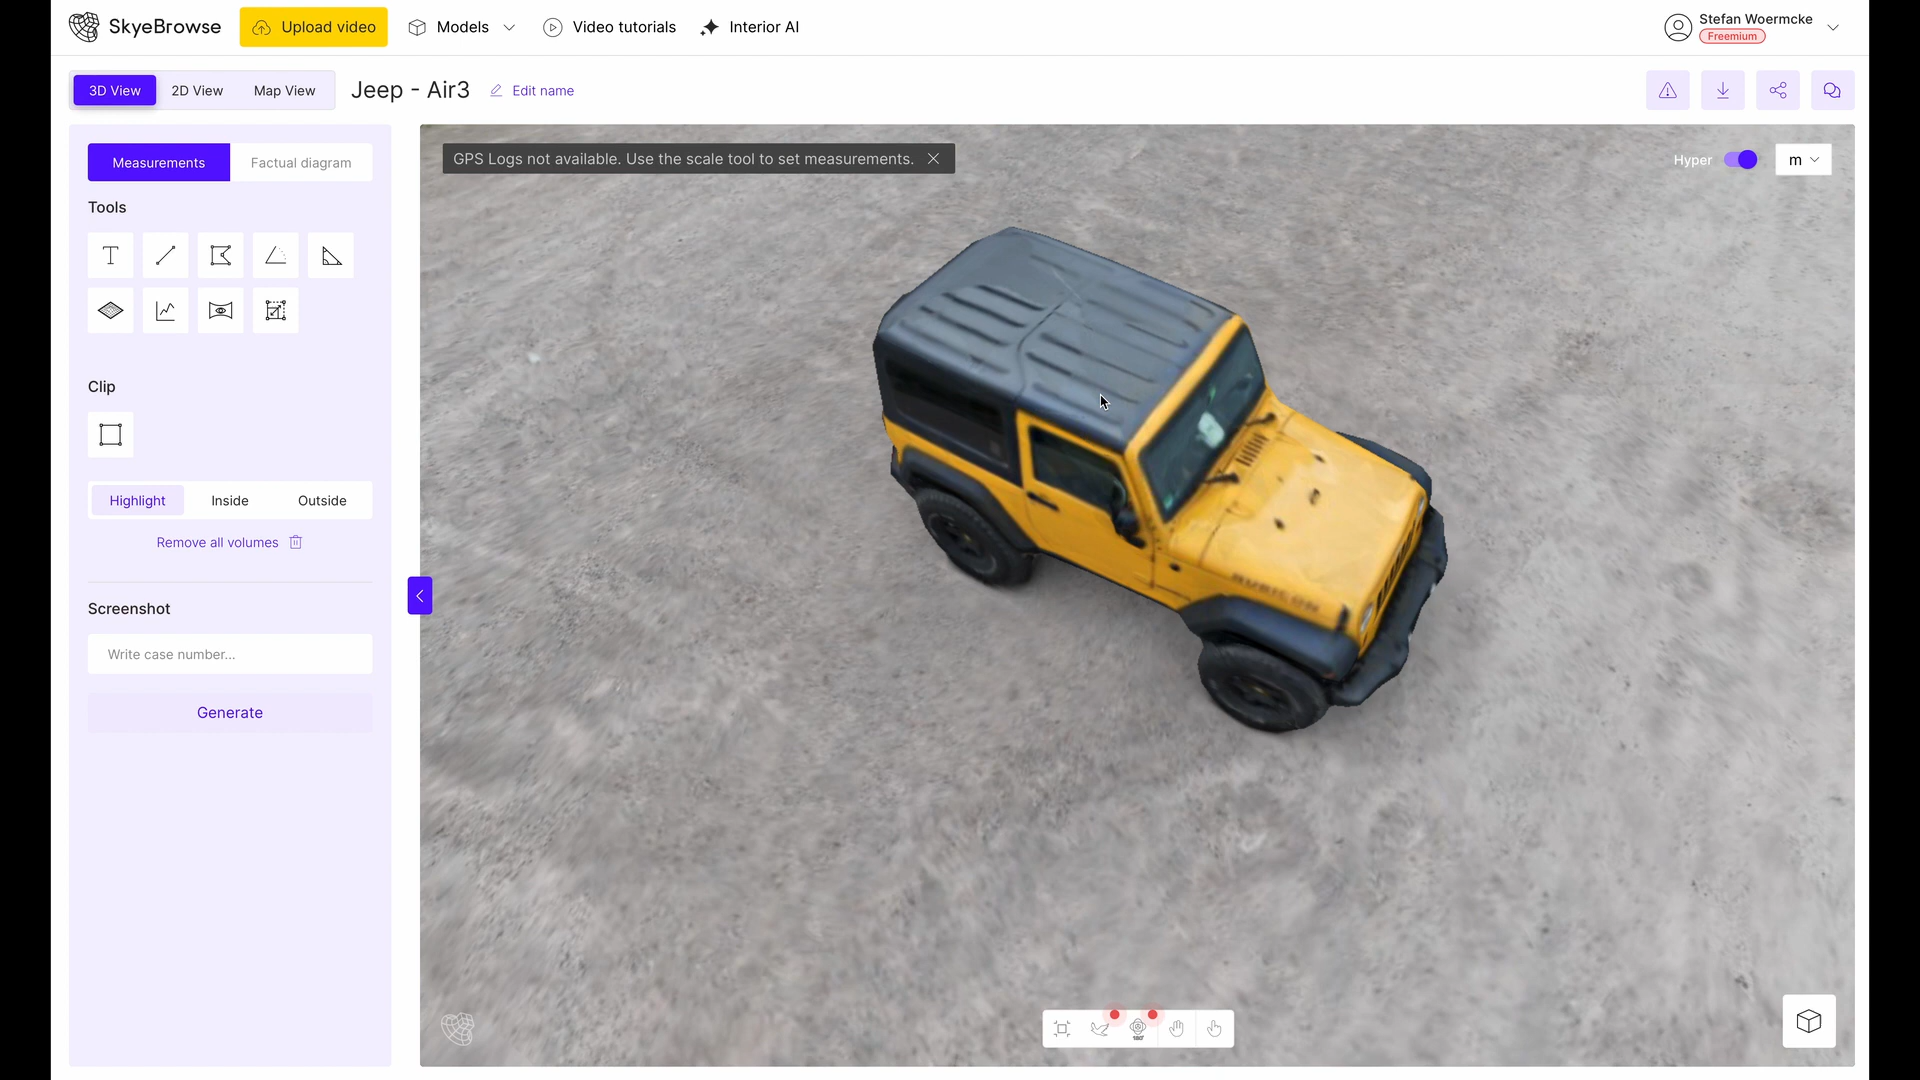 SkyeBrowse
Upload video
Models
Video tutorials
Interior AI
Stefan Woermcke
Freemium
3D View
2D View
Map View
Jeep - Air3
Edit name
Measurements
Factual diagram
GPS Logs not available. Use the scale tool to set measurements.
Hyper
m
Tools
T
Clip
Highlight
Inside
Outside
Remove all volumes
Screenshot
Write case number...
Generate
RUBICON
180°